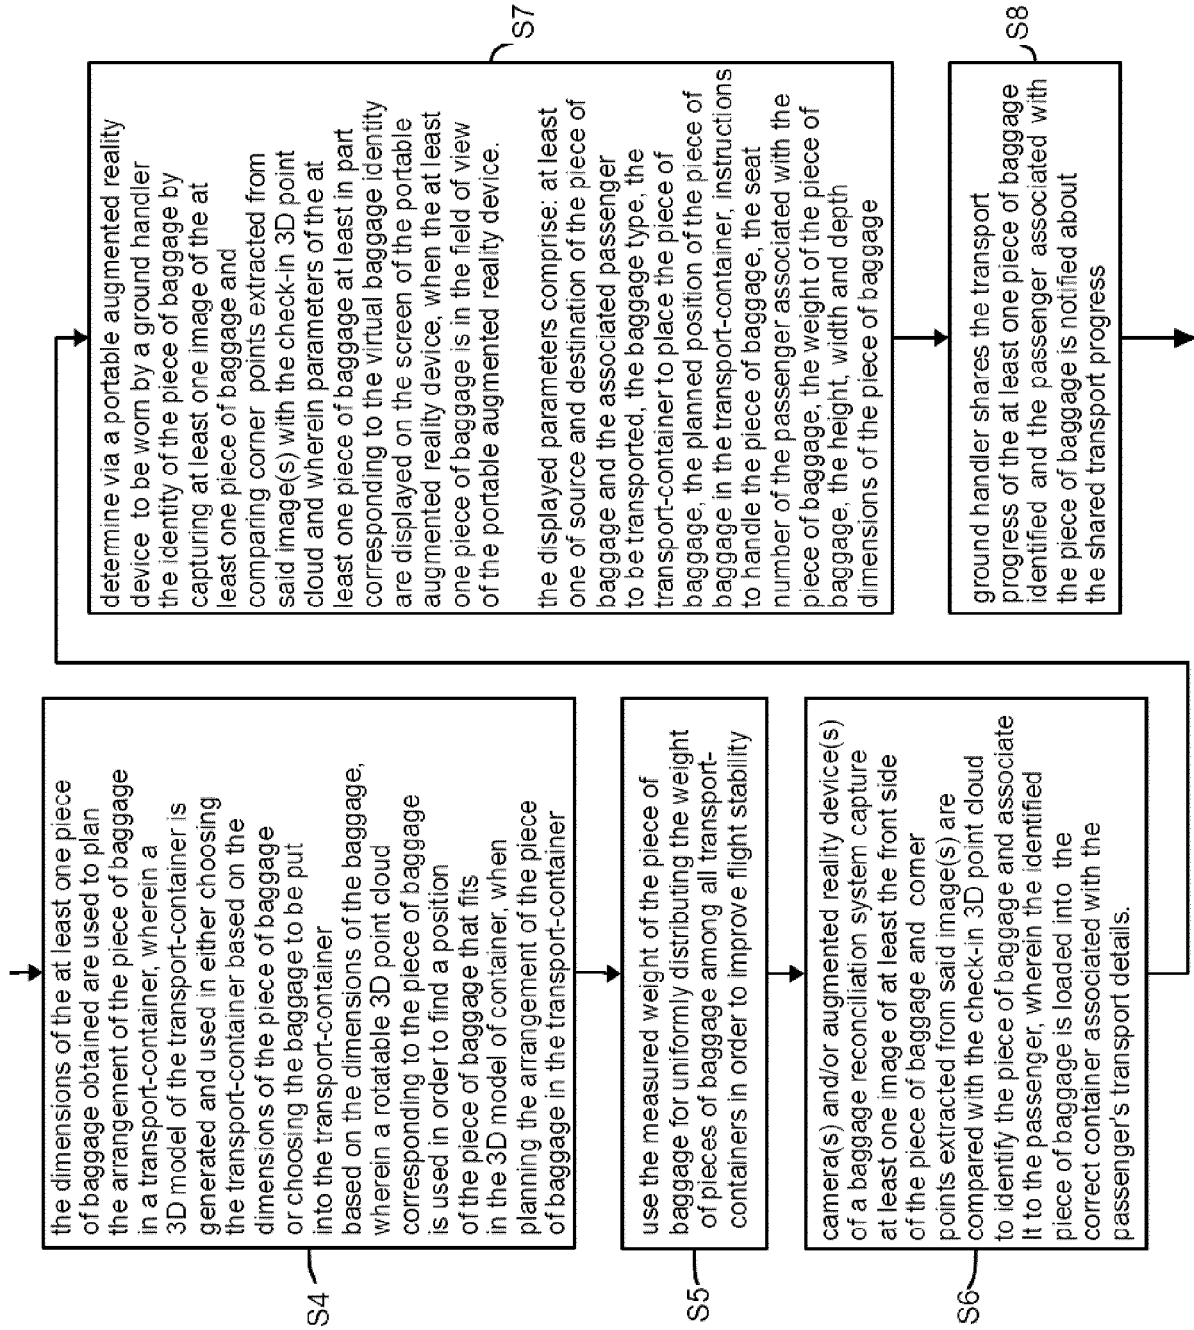 the dimensions of the at least one piece
of baggage obtained are used to plan
the arrangement of the piece of baggage
in a transport-container, wherein a
3D model of the transport-container is
generated and used in either choosing
the transport-container based on the
dimensions of the piece of baggage
or choosing the baggage to be put
into the transport-container
based on the dimensions of the baggage,
wherein a rotatable 3D point cloud
corresponding to the piece of baggage
is used in order to find a position
of the piece of baggage that fits
in the 3D model of container, when
planning the arrangement of the piece
of baggage in the transport-container
S4
use the measured weight of the piece of
baggage for uniformly distributing the weight
of pieces of baggage among all transport-
containers in order to improve flight stability
S5
camera(s) and/or augmented reality device(s)
of a baggage reconciliation system capture
at least one image of at least the front side
of the piece of baggage and corner
points extracted from said image(s) are
compared with the check-in 3D point cloud
to identify the piece of baggage and associate
It to the passenger, wherein the identified
piece of baggage is loaded into the
correct container associated with the
passenger's transport details.
S6
determine via a portable augmented reality
device to be worn by a ground handler
the identity of the piece of baggage by
capturing at least one image of the at
least one piece of baggage and
comparing corner points extracted from
said image(s) with the check-in 3D point
cloud and wherein parameters of the at
least one piece of baggage at least in part
corresponding to the virtual baggage identity
are displayed on the screen of the portable
augmented reality device, when the at least
one piece of baggage is in the field of view
of the portable augmented reality device.
the displayed parameters comprise: at least
one of source and destination of the piece of
baggage and the associated passenger
to be transported, the baggage type, the
transport-container to place the piece of
baggage, the planned position of the piece of
baggage in the transport-container, instructions
to handle the piece of baggage, the seat
number of the passenger associated with the
piece of baggage, the weight of the piece of
baggage, the height, width and depth
dimensions of the piece of baggage
S7
ground handler shares the transport
progress of the at least one piece of baggage
identified and the passenger associated with
the piece of baggage is notified about
the shared transport progress
S8